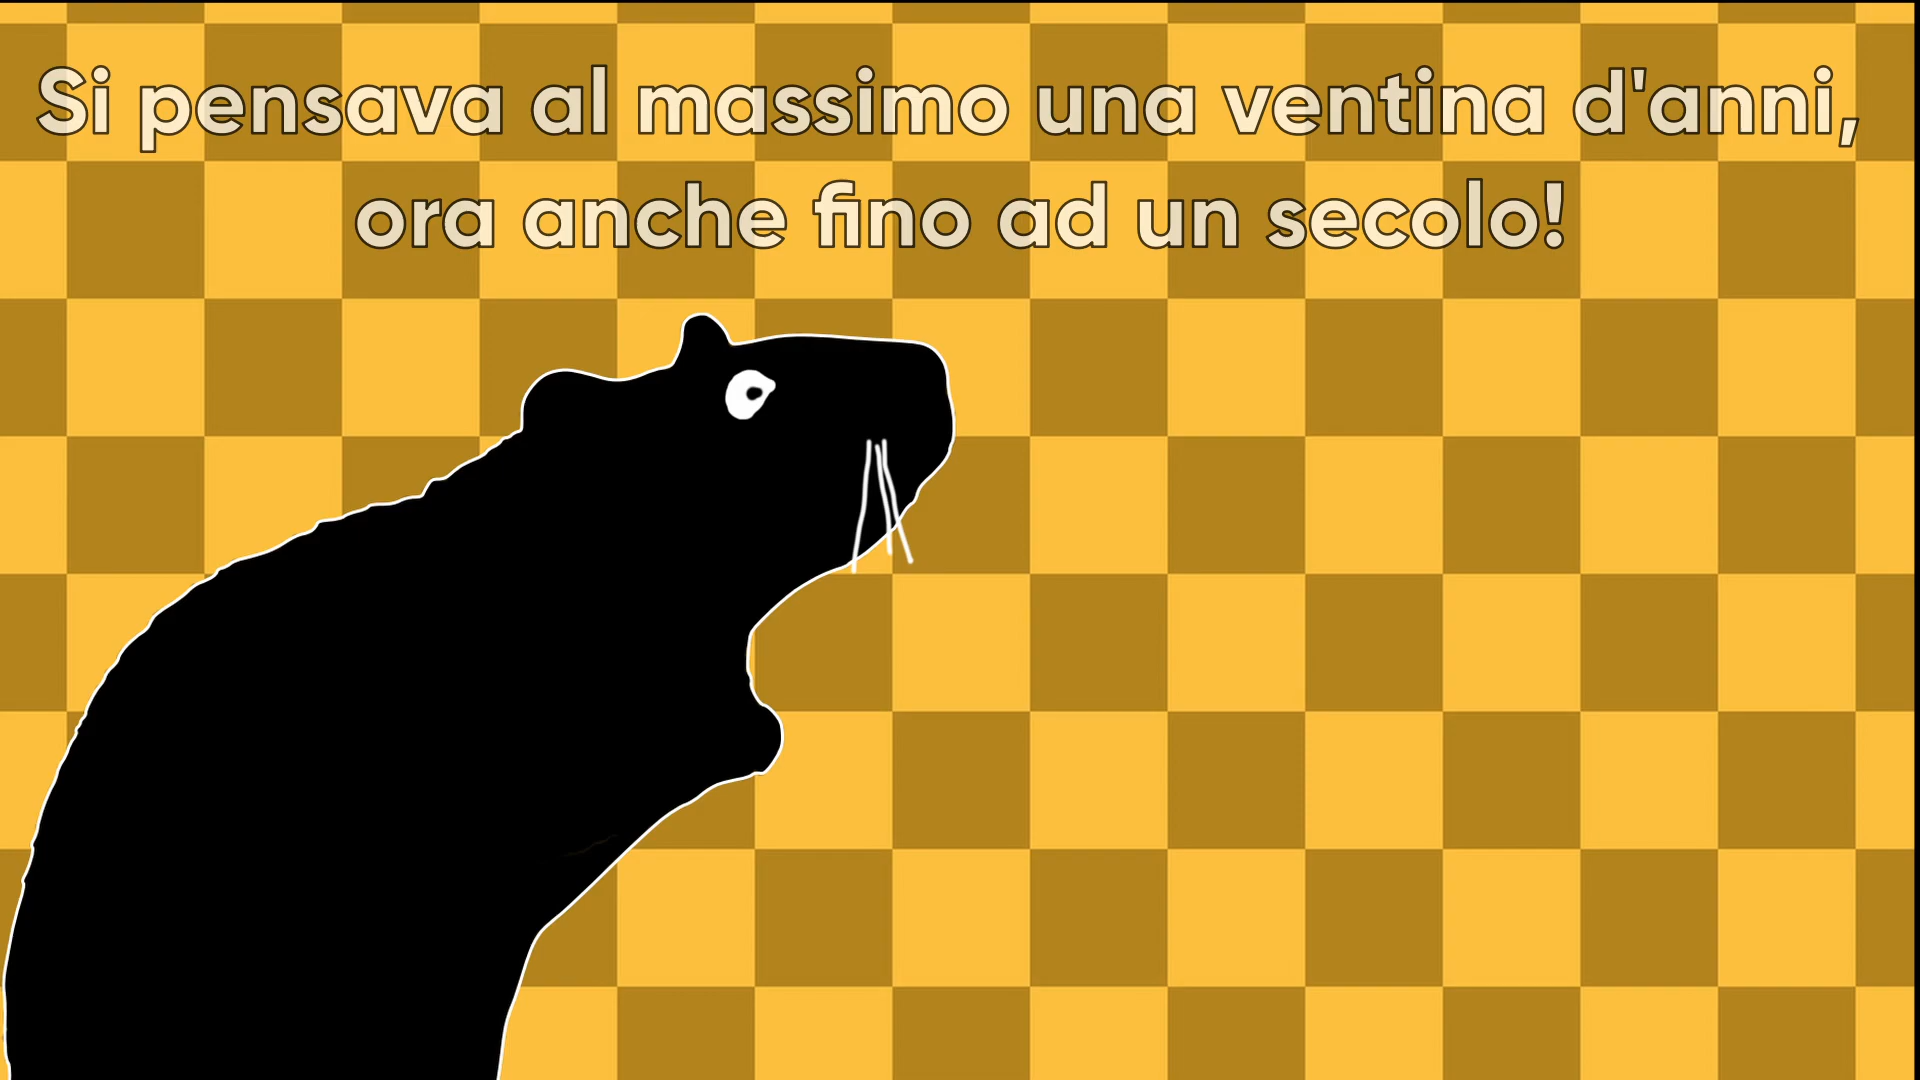 Si pensava al massimo una ventina d'anni,
ora anche fino ad un secolo!